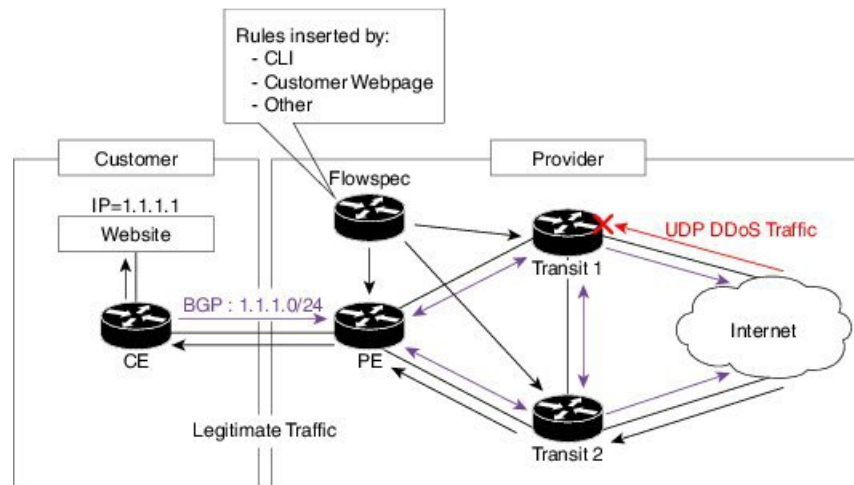 Rules inserted by:
- CLI
- Customer Webpage
- Other
Customer
Provider
Flowspec
IP=1.1.1.1
Website
UDP DDoS Traffic
Transit 1
BGP : 1.1.1.0/24
Internet
CE
PE
Legitimate Traffic
Transit 2